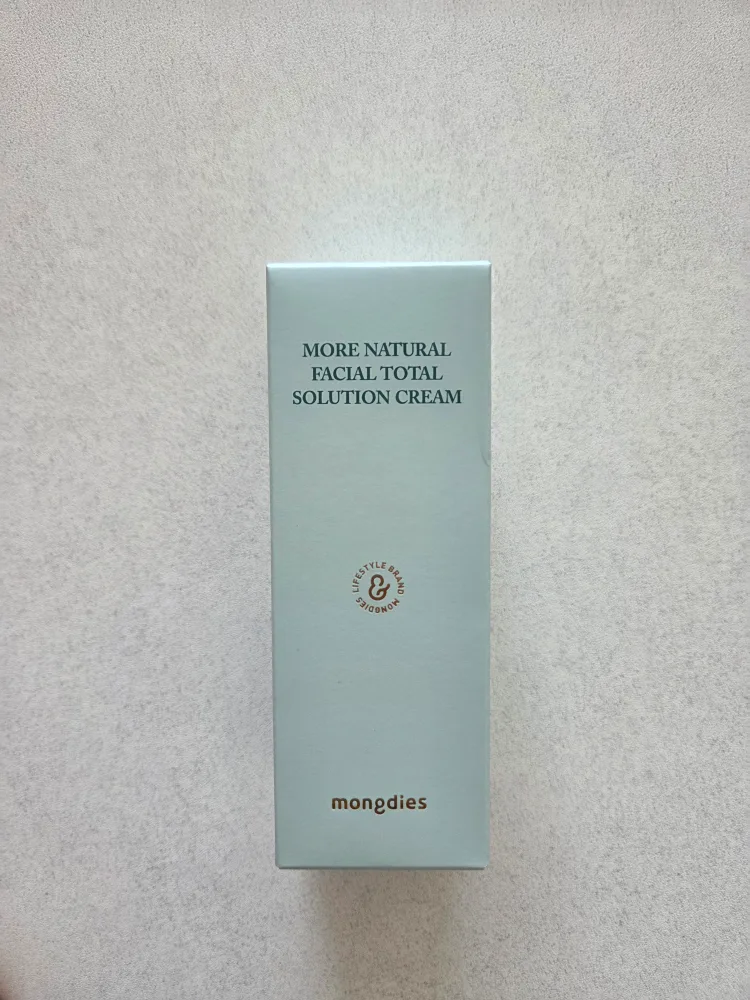 MORE NATURAL
FACIAL TOTAL
SOLUTION CREAM
LIFESTYLE BRAND MONGDIES
&
mongdies